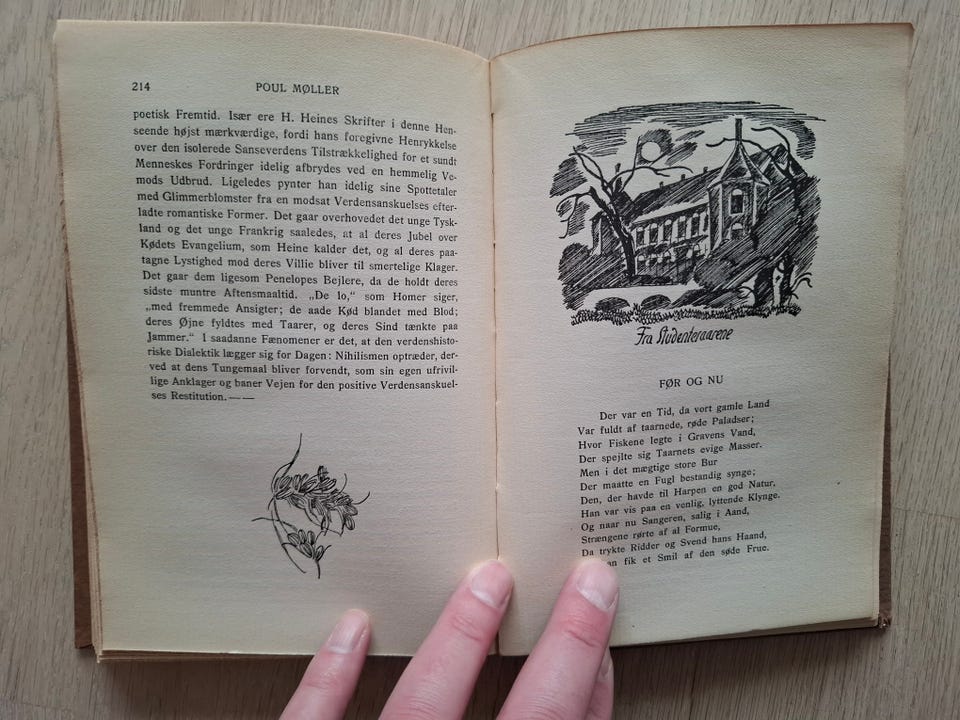 214
POUL MØLLER
poetisk Fremtid. Især ere H. Heines Skrifter i denne Hen-
seende højst mærkværdige, fordi hans foregivne Henrykkelse
over den isolerede Sanseverdens Tilstrækkelighed for et sundt
Menneskes Fordringer idelig afbrydes ved en hemmelig Ve-
mods Udbrud. Ligeledes pynter han idelig sine Spottetaler
med Glimmerblomster fra en modsat Verdensanskuelses efter-
ladte romantiske Former. Det gaar overhovedet det unge Tysk-
land og det unge Frankrig saaledes, at al deres Jubel over
Kødets Evangelium, som Heine kalder det, og al deres paa-
tagne Lystighed mod deres Villie bliver til smertelige Klager.
Det gaar dem ligesom Penelopes Bejlere, da de holdt deres
sidste muntre Aftensmaaltid. „De lo,“ som Homer siger,
„med fremmede Ansigter; de aade Kød blandet med Blod;
deres Øjne fyldtes med Taarer, og deres Sind tænkte paa
Jammer.“ I saadanne Fænomener er det, at den verdenshisto-
riske Dialektik lægger sig for Dagen: Nihilismen optræder, der-
ved at dens Tungemaal bliver forvendt, som sin egen ufrivil-
lige Anklager og baner Vejen for den positive Verdensanskuel-
ses Restitution. — —
Fra Studenteraarene
FØR OG NU
Der var en Tid, da vort gamle Land
Var fuldt af taarnede, røde Paladser;
Hvor Fiskene legte i Gravens Vand,
Der spejlte sig Taarnets evige Masser.
Men i det mægtige store Bur
Der maatte en Fugl bestandig synge;
Den, der havde til Harpen en god Natur,
Han var vis paa en venlig, lyttende Klynge.
Og naar nu Sangeren, salig i Aand,
Strængene rørte af al Formue,
Da trykte Ridder og Svend hans Haand,
fik et Smil af den søde Frue.